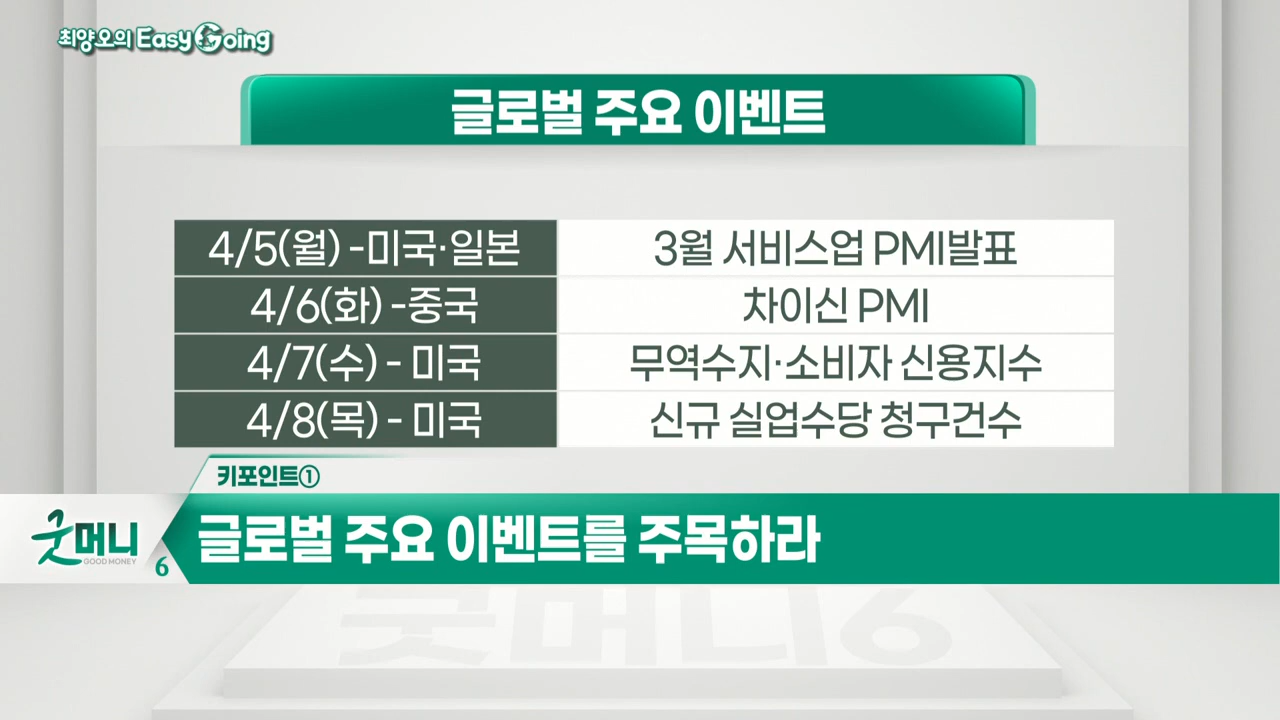 최양오의 Easy Going
글로벌 주요 이벤트
4/5(월) -미국·일본 3월 서비스업 PMI발표
4/6(화) -중국 차이신 PMI
4/7(수) - 미국 무역수지·소비자 신용지수
4/8(목) - 미국 신규 실업수당 청구건수
키포인트①
굿머니 GOOD MONEY 6
글로벌 주요 이벤트를 주목하라
굿머니6